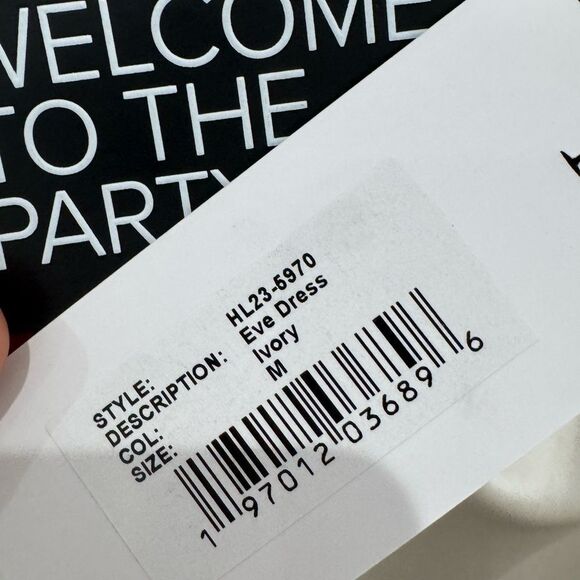 WELCOME
TO THE
PARTY
STYLE: HL23-5970
DESCRIPTION: Eve Dress
COL: Ivory
SIZE: M
1 97012 03689 6